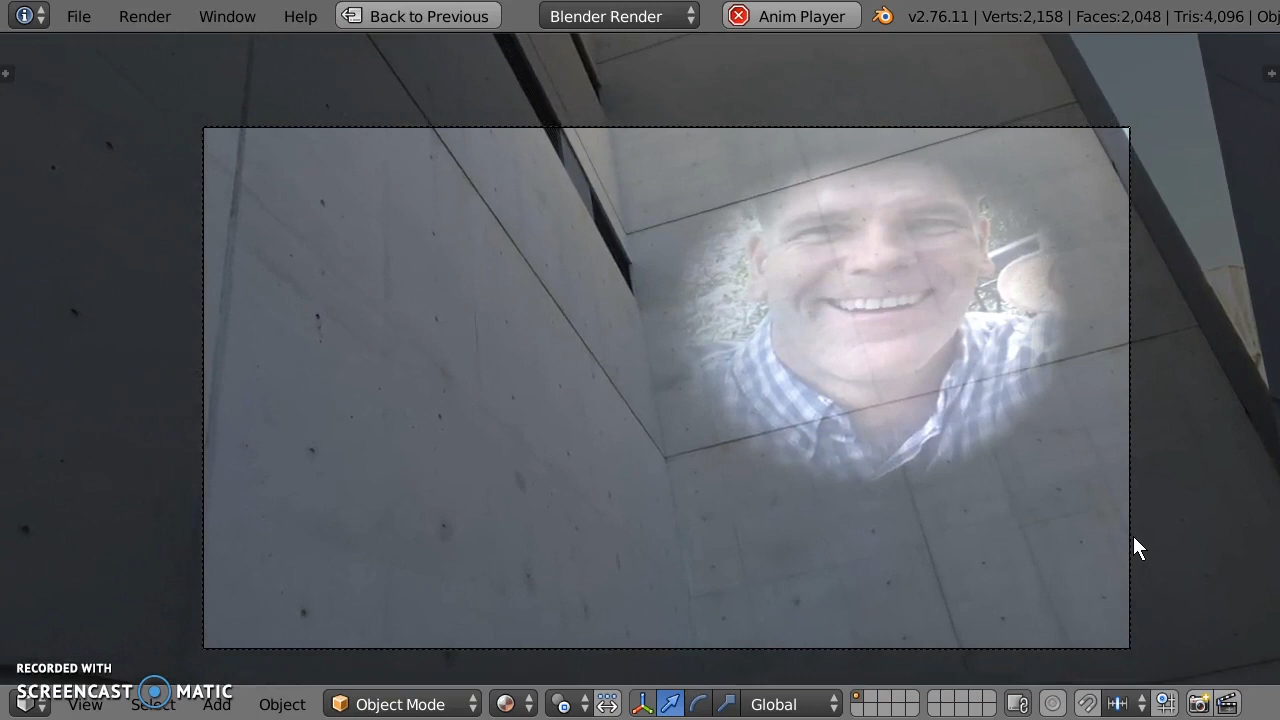 File Render Window Help Back to Previous Blender Render Anim Player v2.76.11 | Verts:2,158 | Faces:2,048 | Tris:4,096 | Obj
RECORDED WITH
SCREENCAST MATIC
View Select Add Object Object Mode Global